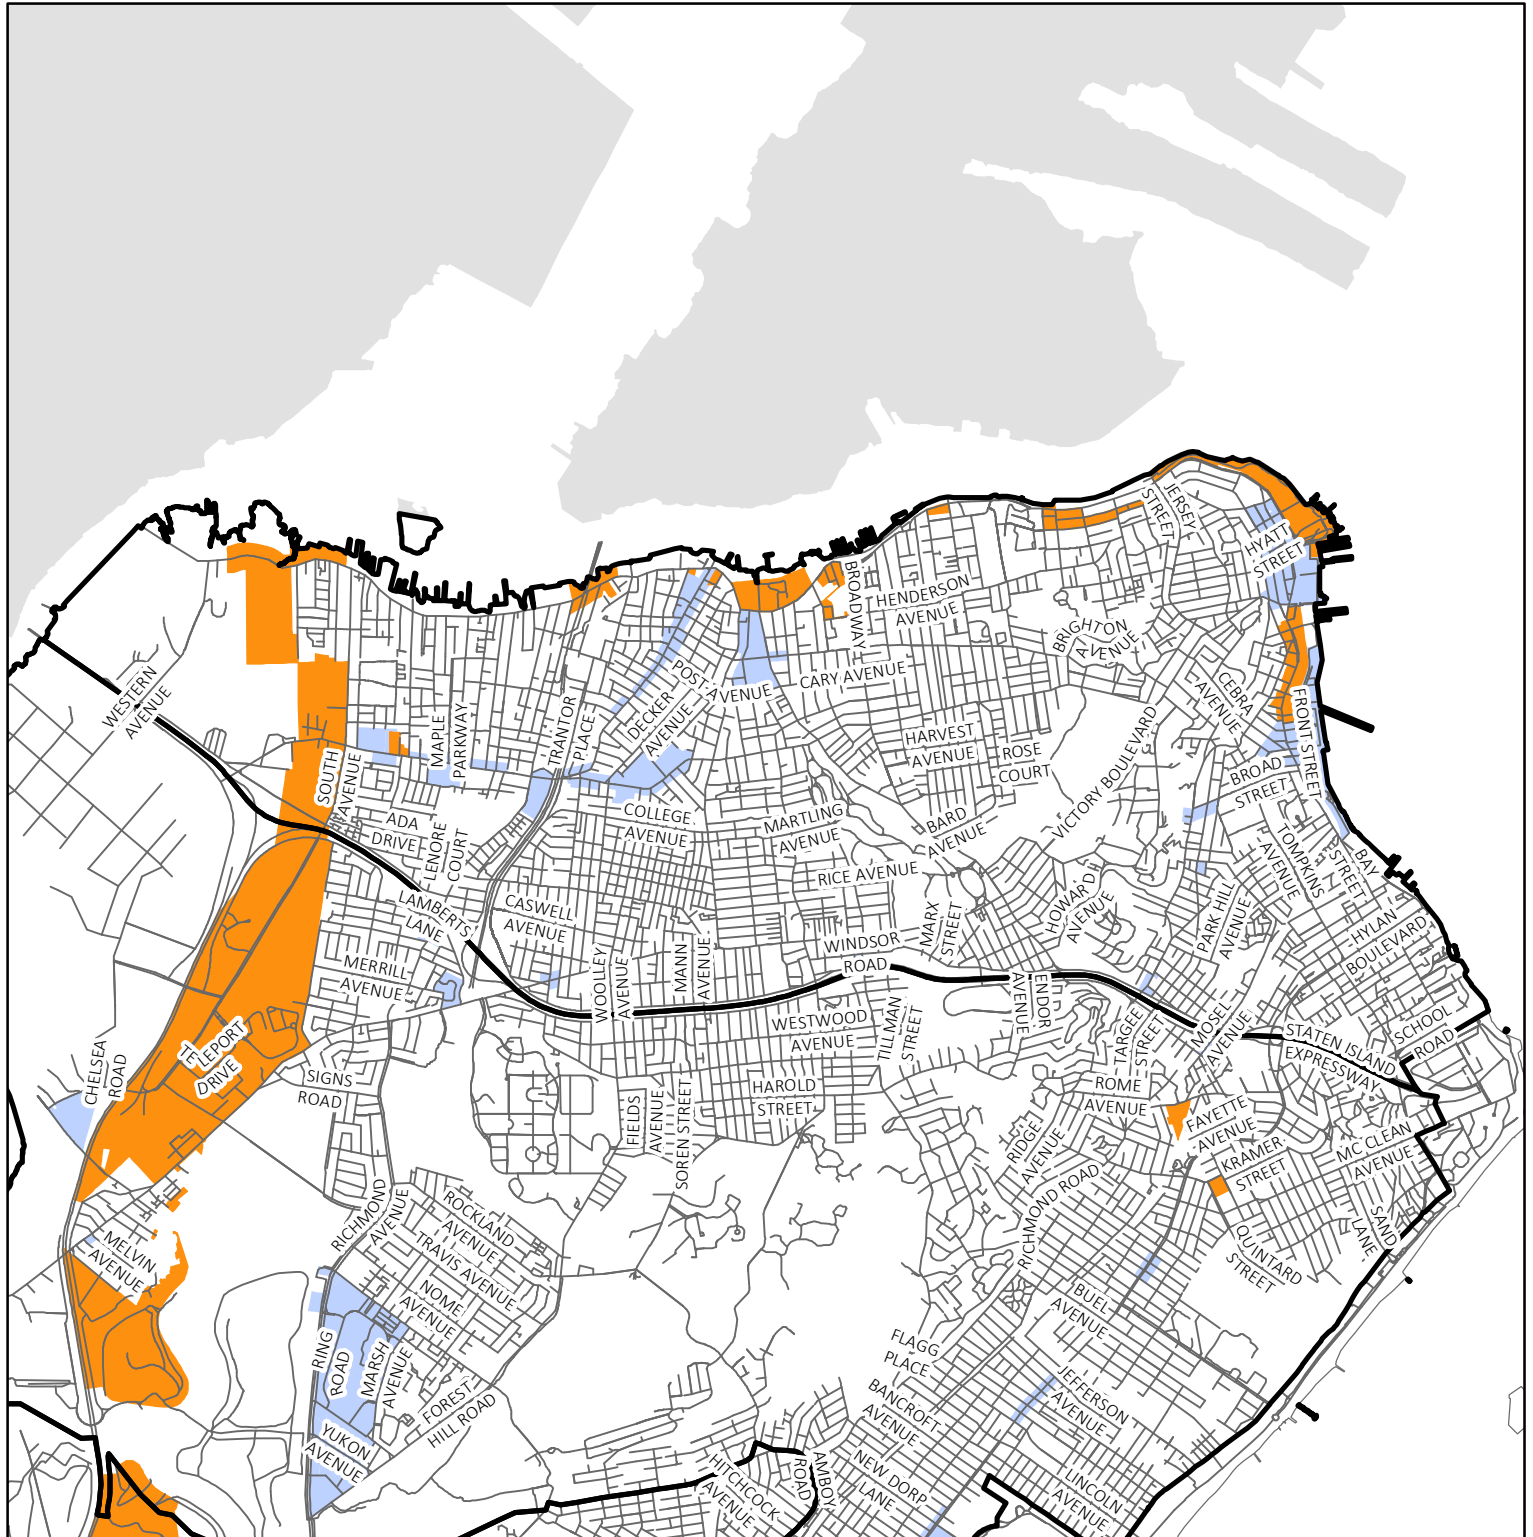 JERSEY
STREET
HYATT
STREET
BROADWAY
HENDERSON
AVENUE
BRIGHTON
AVENUE
WESTERN
AVENUE
POST AVENUE
CARY AVENUE
DECKER
AVENUE
TRANTOR
PLACE
MAPLE
PARKWAY
CEBRA
AVENUE
FRONT STREET
HARVEST
AVENUE
ROSE
COURT
VICTORY BOULEVARD
SOUTH
AVENUE
BROAD
STREET
ADA
DRIVE
LENORE
COURT
COLLEGE
AVENUE
MARTLING
AVENUE
BARD
AVENUE
TOMPKINS
AVENUE
BAY
STREET
RICE AVENUE
HOWARD
AVENUE
PARK HILL
AVENUE
LAMBERTS
LANE
CASWELL
AVENUE
MARX
STREET
HYLAN
BOULEVARD
WINDSOR
ROAD
MERRILL
AVENUE
WOOLLEY
AVENUE
MANN
AVENUE
ENDOR
AVENUE
WESTWOOD
AVENUE
TILLMAN
STREET
TARGEE
STREET
MOSEL
AVENUE
STATEN ISLAND
EXPRESSWAY
SCHOOL
ROAD
TELEPORT
DRIVE
CHELSEA
ROAD
SIGNS
ROAD
HAROLD
STREET
ROME
AVENUE
FIELDS
AVENUE
SOREN STREET
RIDGE
AVENUE
FAYETTE
AVENUE
KRAMER
STREET
MC CLEAN
AVENUE
RICHMOND ROAD
RICHMOND
AVENUE
ROCKLAND
AVENUE
TRAVIS AVENUE
SAND
LANE
QUINTARD
STREET
MELVIN
AVENUE
NOME
AVENUE
BUEL
AVENUE
RING
ROAD
MARSH
AVENUE
FLAGG
PLACE
FOREST
HILL ROAD
BANCROFT
AVENUE
JEFFERSON
AVENUE
YUKON
AVENUE
HITCHCOCK
AVENUE
AMBOY
ROAD
NEW DORP
LANE
LINCOLN
AVENUE